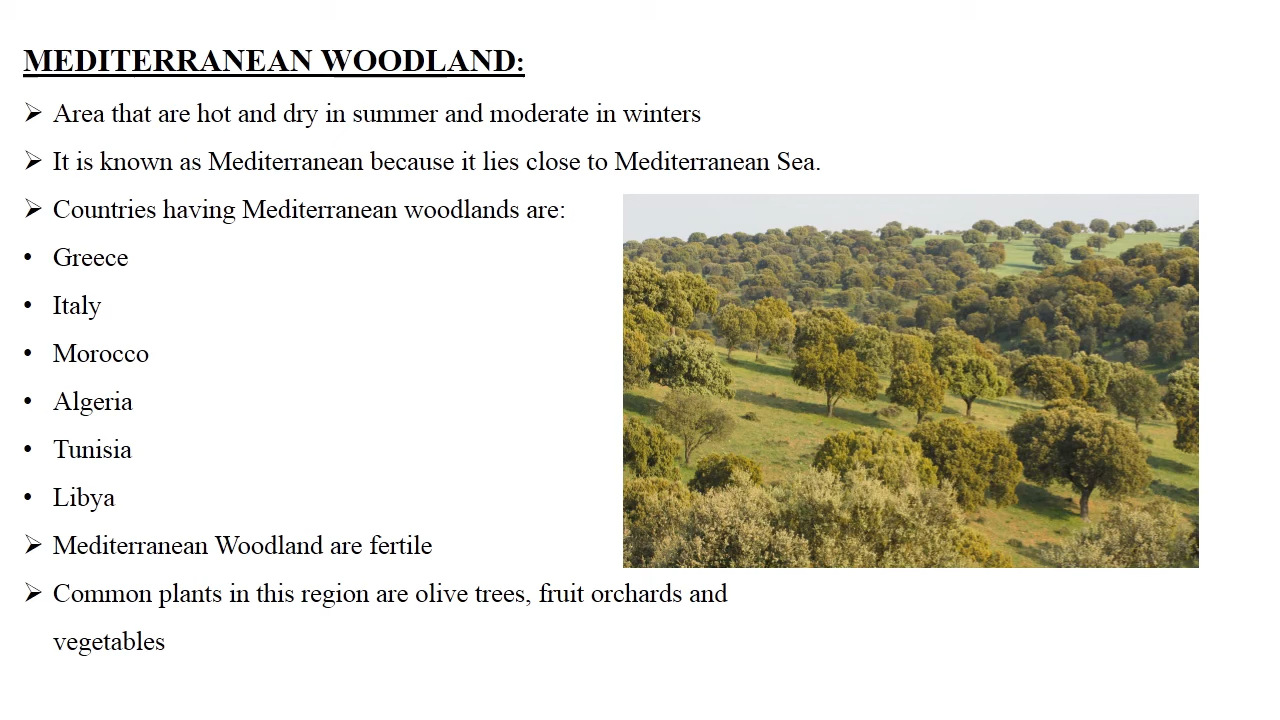 MEDITERRANEAN WOODLAND:
➢ Area that are hot and dry in summer and moderate in winters
➢ It is known as Mediterranean because it lies close to Mediterranean Sea.
➢ Countries having Mediterranean woodlands are:
• Greece
• Italy
• Morocco
• Algeria
• Tunisia
• Libya
➢ Mediterranean Woodland are fertile
➢ Common plants in this region are olive trees, fruit orchards and
vegetables